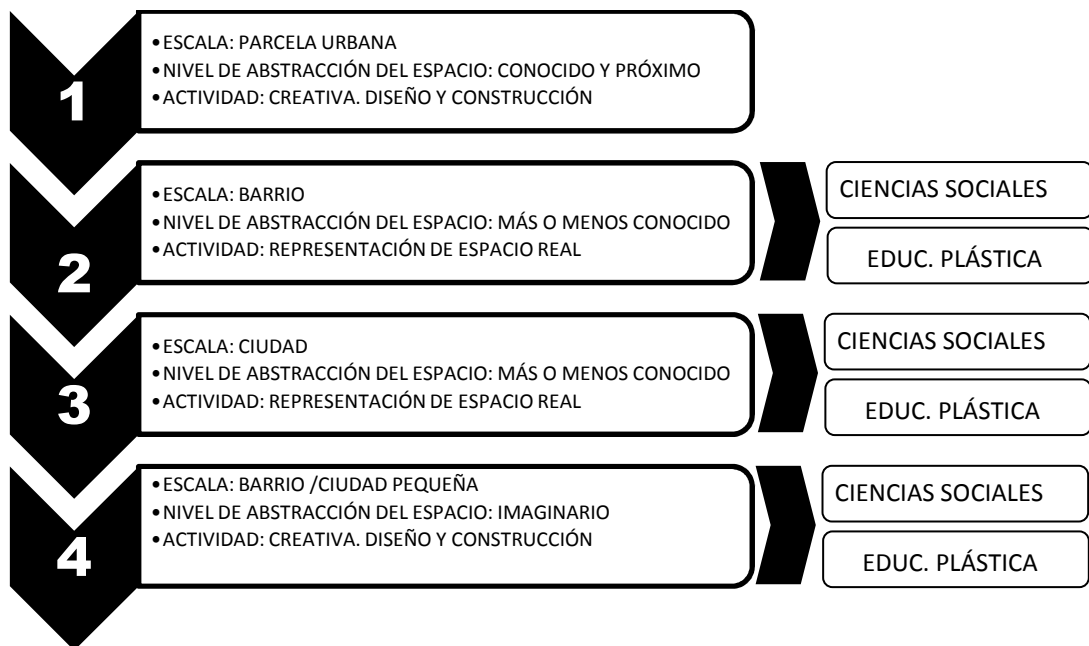 1
•ESCALA: PARCELA URBANA
•NIVEL DE ABSTRACCIÓN DEL ESPACIO: CONOCIDO Y PRÓXIMO
•ACTIVIDAD: CREATIVA. DISEÑO Y CONSTRUCCIÓN
2
•ESCALA: BARRIO
•NIVEL DE ABSTRACCIÓN DEL ESPACIO: MÁS O MENOS CONOCIDO
•ACTIVIDAD: REPRESENTACIÓN DE ESPACIO REAL
CIENCIAS SOCIALES
EDUC. PLÁSTICA
3
•ESCALA: CIUDAD
•NIVEL DE ABSTRACCIÓN DEL ESPACIO: MÁS O MENOS CONOCIDO
•ACTIVIDAD: REPRESENTACIÓN DE ESPACIO REAL
CIENCIAS SOCIALES
EDUC. PLÁSTICA
4
•ESCALA: BARRIO /CIUDAD PEQUEÑA
•NIVEL DE ABSTRACCIÓN DEL ESPACIO: IMAGINARIO
•ACTIVIDAD: CREATIVA. DISEÑO Y CONSTRUCCIÓN
CIENCIAS SOCIALES
EDUC. PLÁSTICA